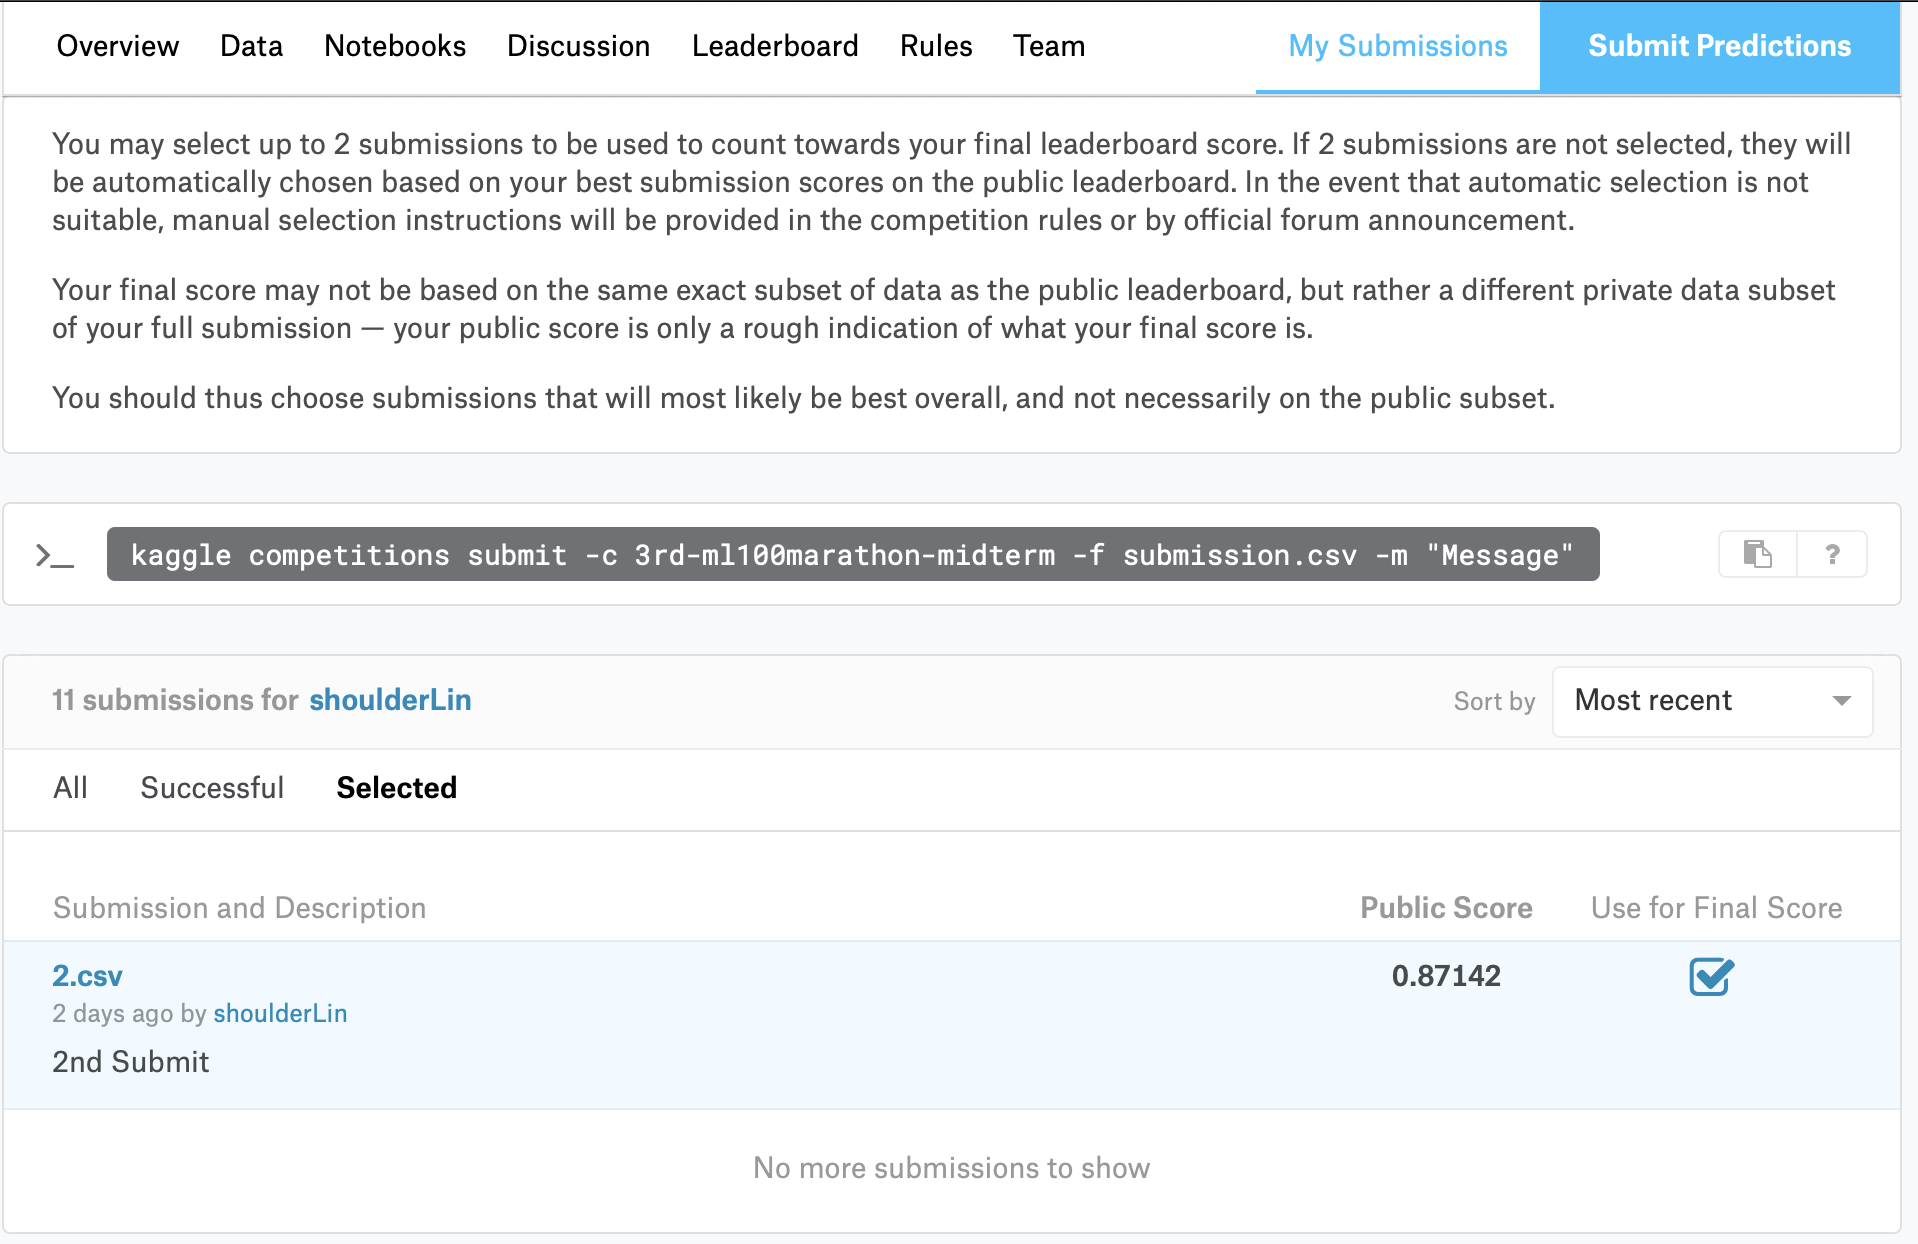 Overview Data Notebooks Discussion Leaderboard Rules Team My Submissions Submit Predictions
You may select up to 2 submissions to be used to count towards your final leaderboard score. If 2 submissions are not selected, they will
be automatically chosen based on your best submission scores on the public leaderboard. In the event that automatic selection is not
suitable, manual selection instructions will be provided in the competition rules or by official forum announcement.
Your final score may not be based on the same exact subset of data as the public leaderboard, but rather a different private data subset
of your full submission — your public score is only a rough indication of what your final score is.
You should thus choose submissions that will most likely be best overall, and not necessarily on the public subset.
>_ kaggle competitions submit -c 3rd-ml100marathon-midterm -f submission.csv -m "Message" ?
11 submissions for shoulderLin Sort by Most recent
All Successful Selected
Submission and Description Public Score Use for Final Score
2.csv 0.87142
2 days ago by shoulderLin
2nd Submit
No more submissions to show